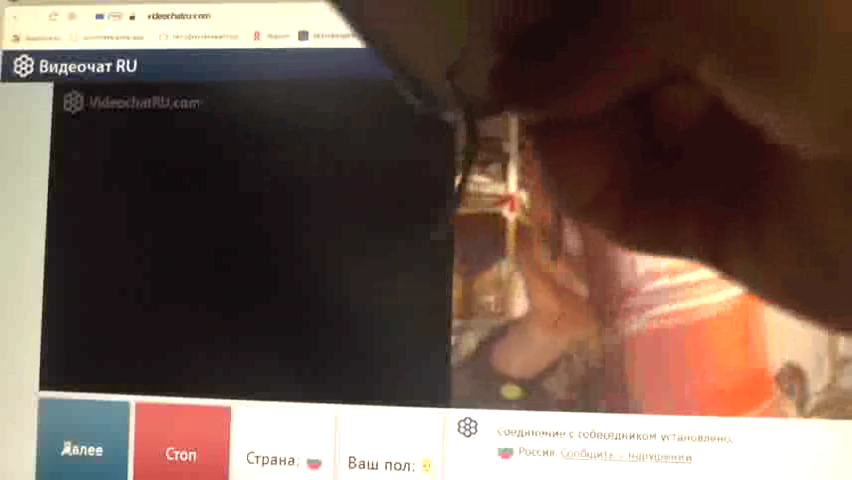 videochatru.com
Видеочат RU
VideochatRU.com
Далее
Стоп
Страна:
Ваш пол:
Соединение с собеседником установлено.
Россия. Сообщить о нарушении